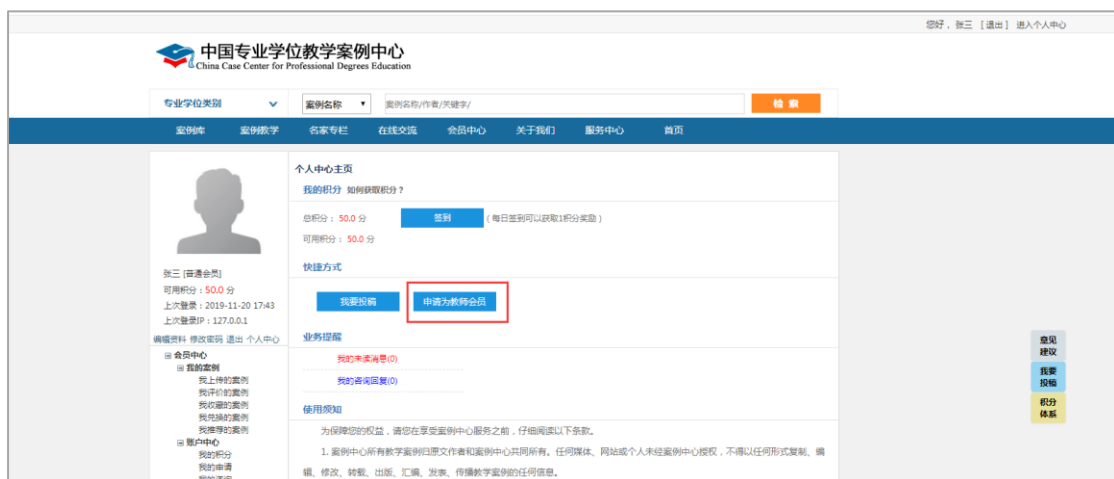 您好，张三 [退出] 进入个人中心
中国专业学位教学案例中心
China Case Center for Professional Degrees Education
专业学位类别 案例名称 案例名称/作者/关键字/ 检 索
案例库 案例教学 名家专栏 在线交流 会员中心 关于我们 服务中心 首页
个人中心主页
我的积分 如何获取积分？
总积分：50.0 分 签到 (每日签到可以获取1积分奖励)
可用积分：50.0 分
快捷方式
我要投稿 申请为教师会员
业务提醒
我的未读消息(0)
我的咨询回复(0)
使用须知
为保障您的权益，请您在享受案例中心服务之前，仔细阅读以下条款。
1. 案例中心所有教学案例归原文作者和案例中心共同所有。任何媒体、网站或个人未经案例中心授权，不得以任何形式复制、编
辑、修改、转载、出版、汇编、发表、传播教学案例的任何信息。
张三 [普通会员]
可用积分：50.0 分
上次登录：2019-11-20 17:43
上次登录IP：127.0.0.1
编辑资料 修改密码 退出 个人中心
会员中心
我的案例
我上传的案例
我评价的案例
我收藏的案例
我兑换的案例
我推荐的案例
账户中心
我的积分
我的申请
我的咨询
意见
建议
我要
投稿
积分
体系